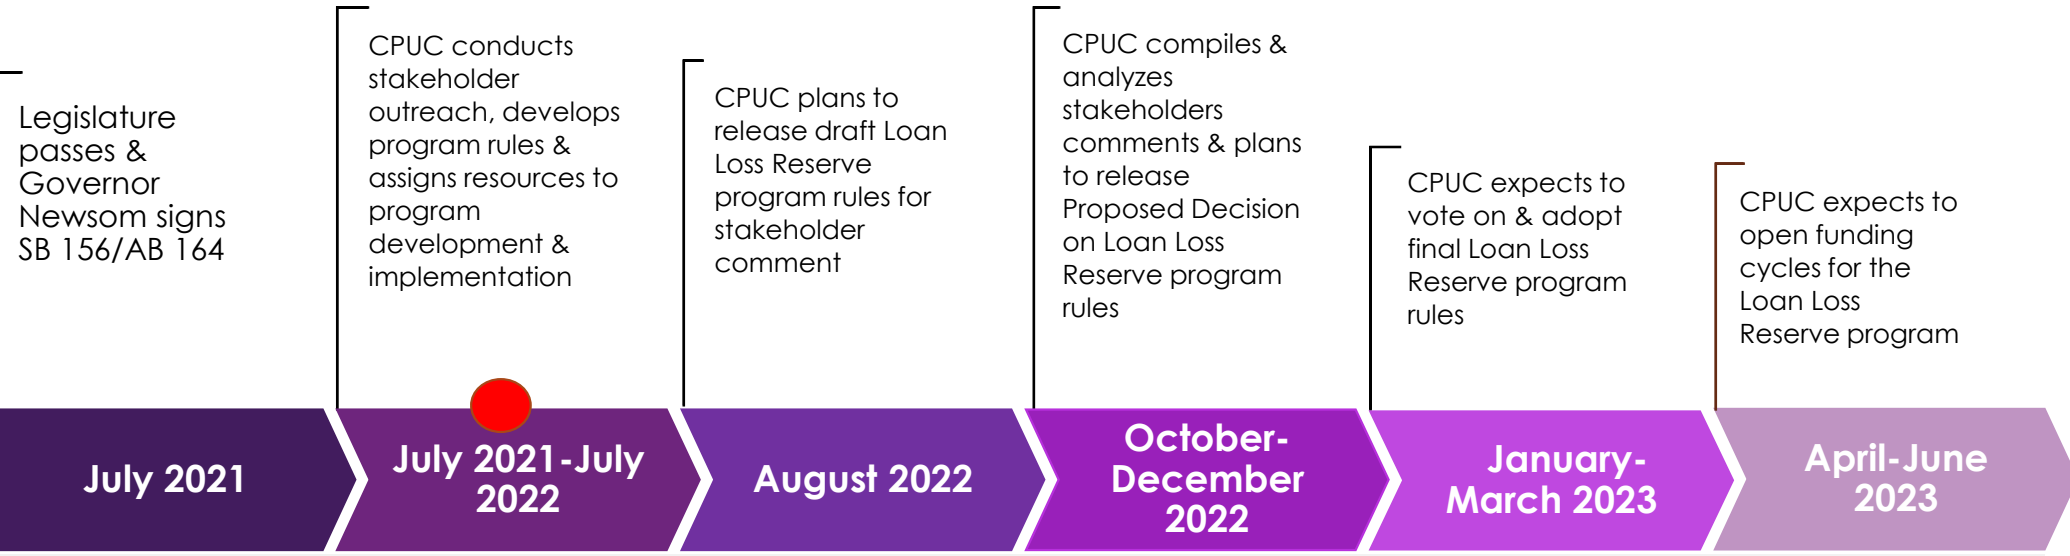 Legislature
passes &
Governor
Newsom signs
SB 156/AB 164
CPUC conducts
stakeholder
outreach, develops
program rules &
assigns resources to
program
development &
implementation
CPUC plans to
release draft Loan
Loss Reserve
program rules for
stakeholder
comment
CPUC compiles &
analyzes
stakeholders
comments & plans
to release
Proposed Decision
on Loan Loss
Reserve program
rules
CPUC expects to
vote on & adopt
final Loan Loss
Reserve program
rules
CPUC expects to
open funding
cycles for the
Loan Loss
Reserve program
July 2021
July 2021-July
2022
August 2022
October-
December
2022
January-
March 2023
April-June
2023